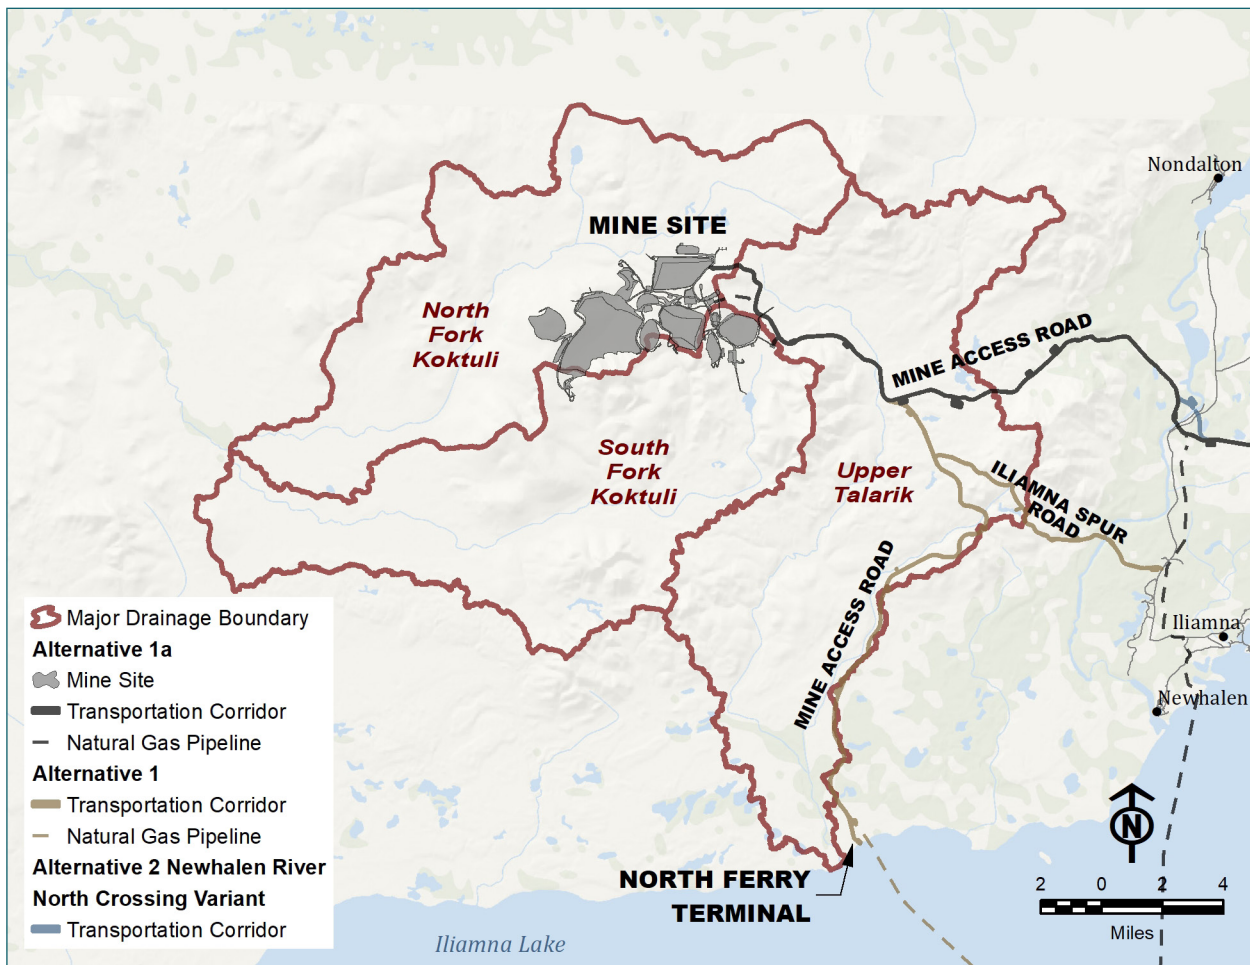 Nondalton
MINE SITE
North
Fork
Koktuli
MINE ACCESS ROAD
South
Fork
Koktuli
Upper
Talarik
ILIAMNA SPUR
ROAD
MINE ACCESS ROAD
Iliamna
Newhalen
Major Drainage Boundary
Alternative 1a
Mine Site
Transportation Corridor
Natural Gas Pipeline
Alternative 1
Transportation Corridor
Natural Gas Pipeline
Alternative 2 Newhalen River
North Crossing Variant
Transportation Corridor
NORTH FERRY
TERMINAL
Iliamna Lake
N
2 0 2 4
Miles